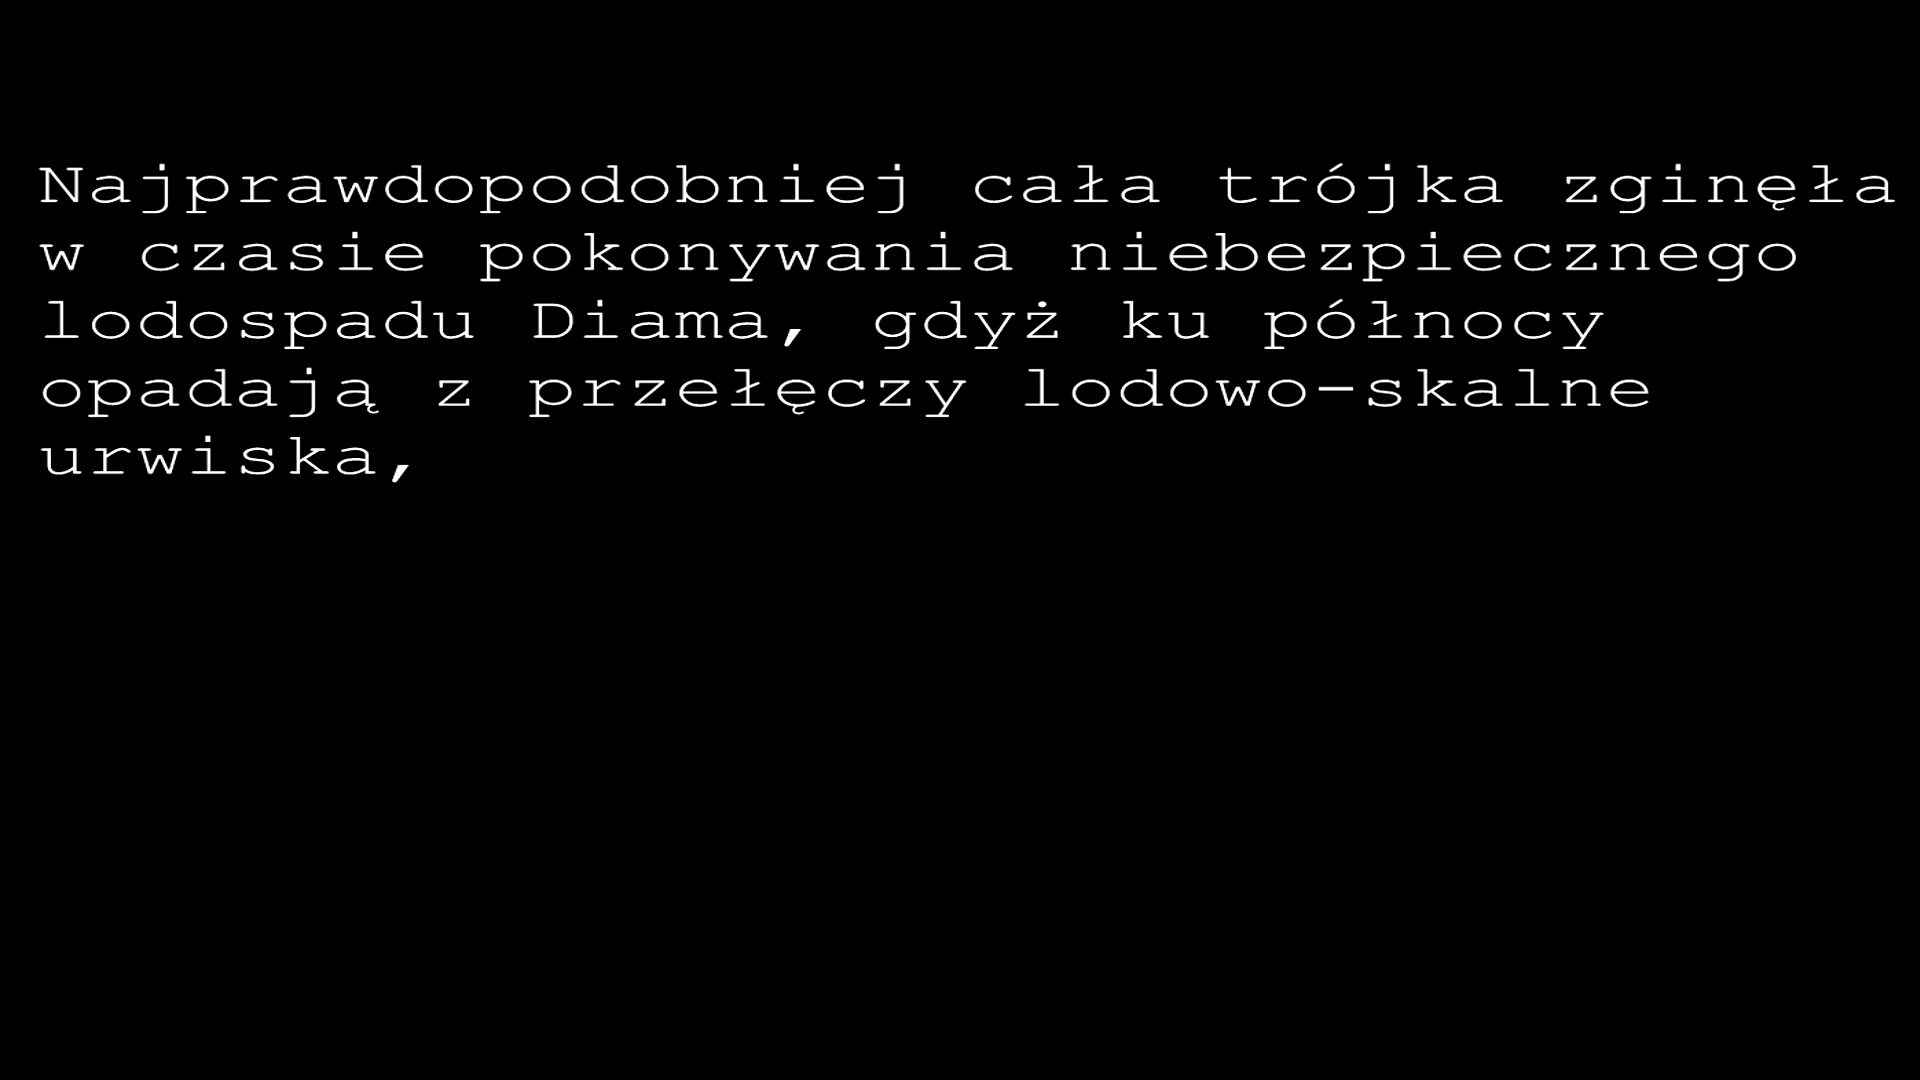 Najprawdopodobniej cała trójka zginęła
w czasie pokonywania niebezpiecznego
lodospadu Diama, gdyż ku północy
opadają z przełęczy lodowo-skalne
urwiska,